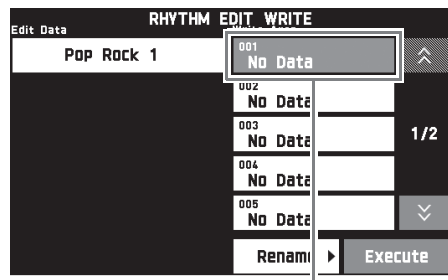 RHYTHM EDIT WRITE
Edit Data
Pop Rock 1
001
No Data
002
No Data
003
No Data
1/2
004
No Data
005
No Data
Rename
Execute